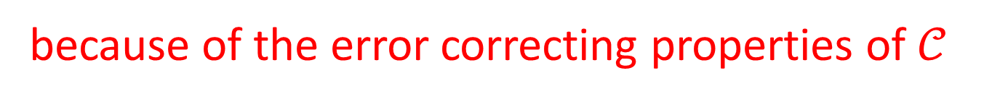 because of the error correcting properties of 𝒞